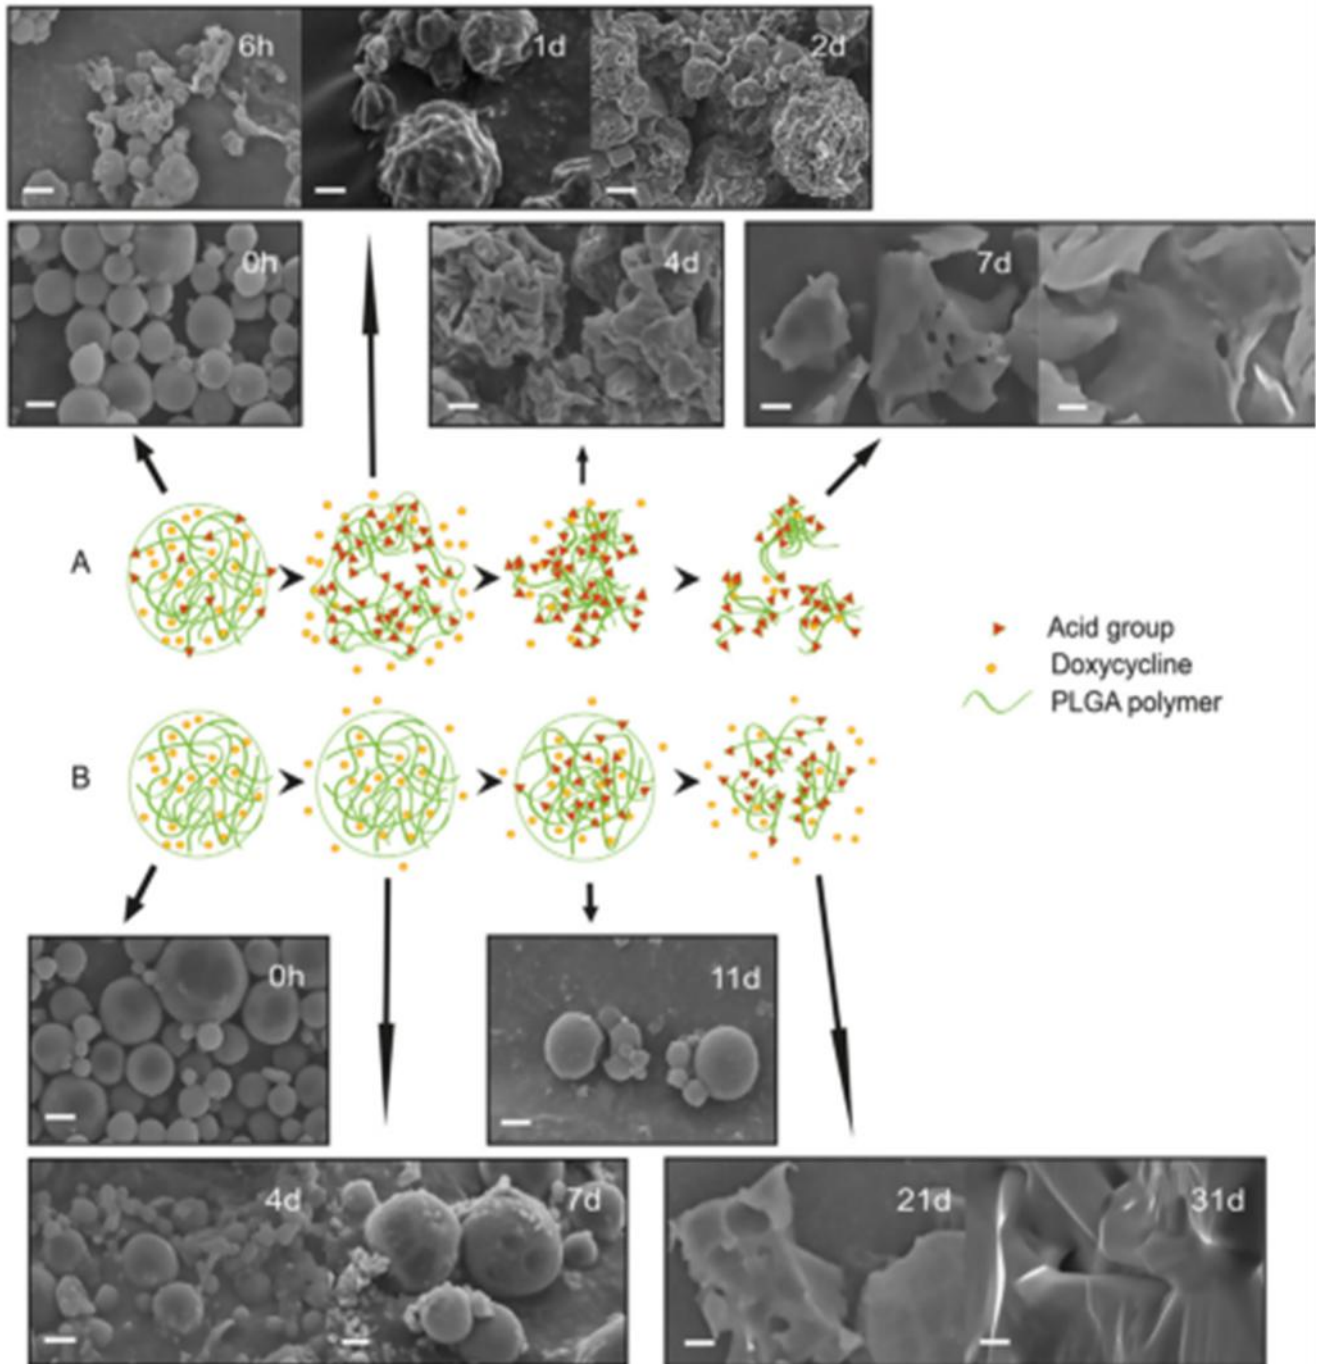 6h
1d
2d
0h
4d
7d
A
Acid group
Doxycycline
PLGA polymer
B
0h
11d
4d
7d
21d
31d